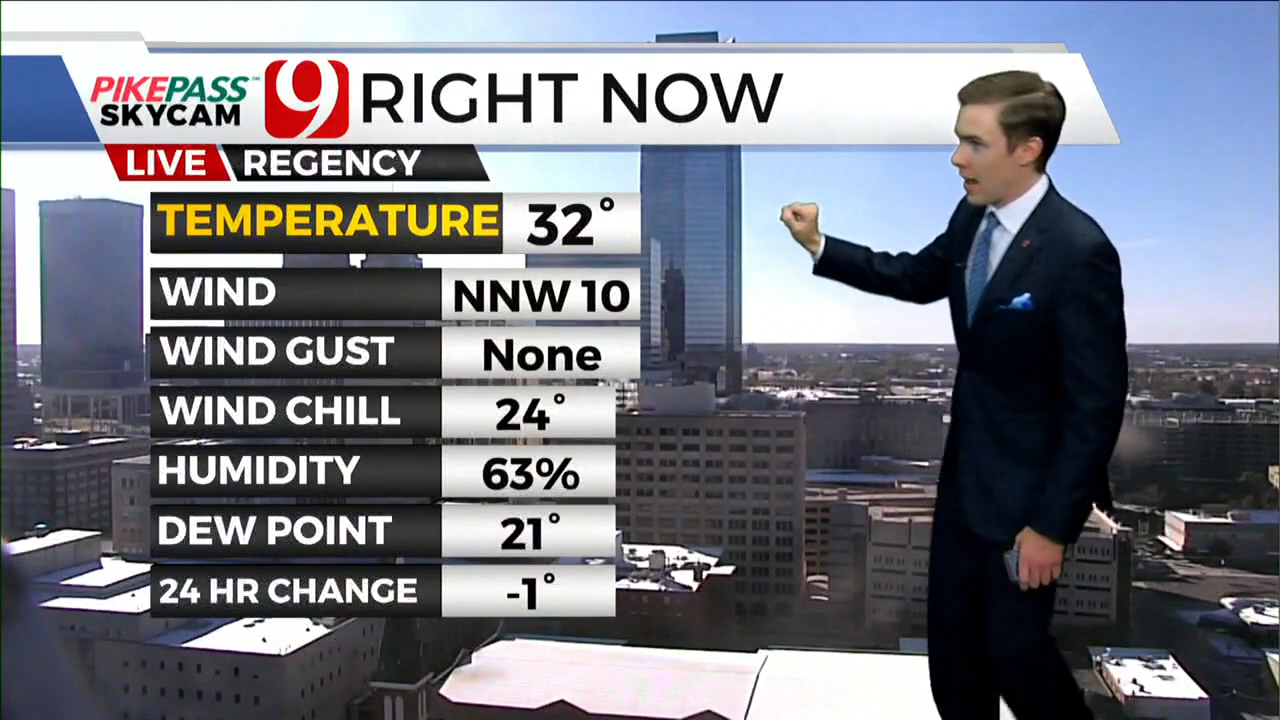 PIKEPASS™
SKYCAM
9 RIGHT NOW
LIVE REGENCY
TEMPERATURE 32°
WIND NNW 10
WIND GUST None
WIND CHILL 24°
HUMIDITY 63%
DEW POINT 21°
24 HR CHANGE -1°